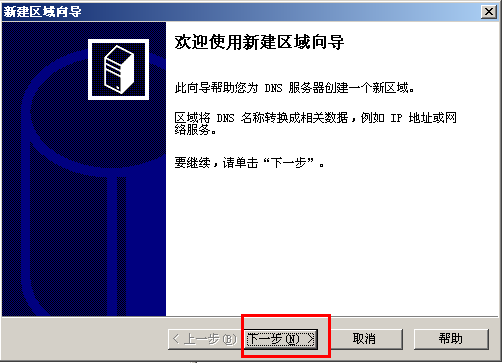 新建区域向导
欢迎使用新建区域向导
此向导帮助您为 DNS 服务器创建一个新区域。
区域将 DNS 名称转换成相关数据，例如 IP 地址或网
络服务。
要继续，请单击“下一步”。
< 上一步(B)  下一步(N) >  取消  帮助